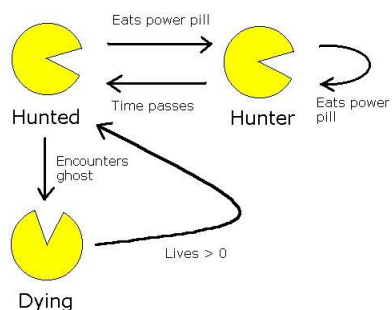 Eats power pill
Time passes
Hunted
Hunter
Eats power
pill
Encounters
ghost
Lives > 0
Dying